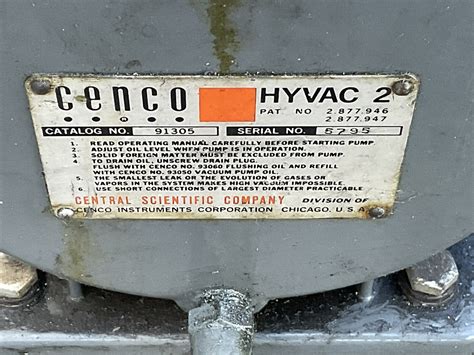 cenco HYVAC 2
PAT. NO. 2.877.946
2.877.947
CATALOG NO. 91305 SERIAL NO. 5795
1. READ OPERATING MANUAL CAREFULLY BEFORE STARTING PUMP
2. ADJUST OIL LEVEL WHEN PUMP IS IN OPERATION.
3. SOLID FOREIGN MATTER MUST BE EXCLUDED FROM PUMP
4. TO DRAIN OIL, UNSCREW DRAIN PLUG.
FLUSH WITH CENCO NO. 93060 FLUSHING OIL AND REFILL
WITH CENCO NO. 93050 VACUUM PUMP OIL.
5. THE SMALLEST LEAK OR THE EVOLUTION OF GASES OR
VAPORS IN THE SYSTEM MAKES HIGH VACUUM IMPOSSIBLE.
6. USE SHORT CONNECTIONS OF LARGEST DIAMETER PRACTICABLE
CENTRAL SCIENTIFIC COMPANY DIVISION OF
CENCO INSTRUMENTS CORPORATION CHICAGO, U.S.A.